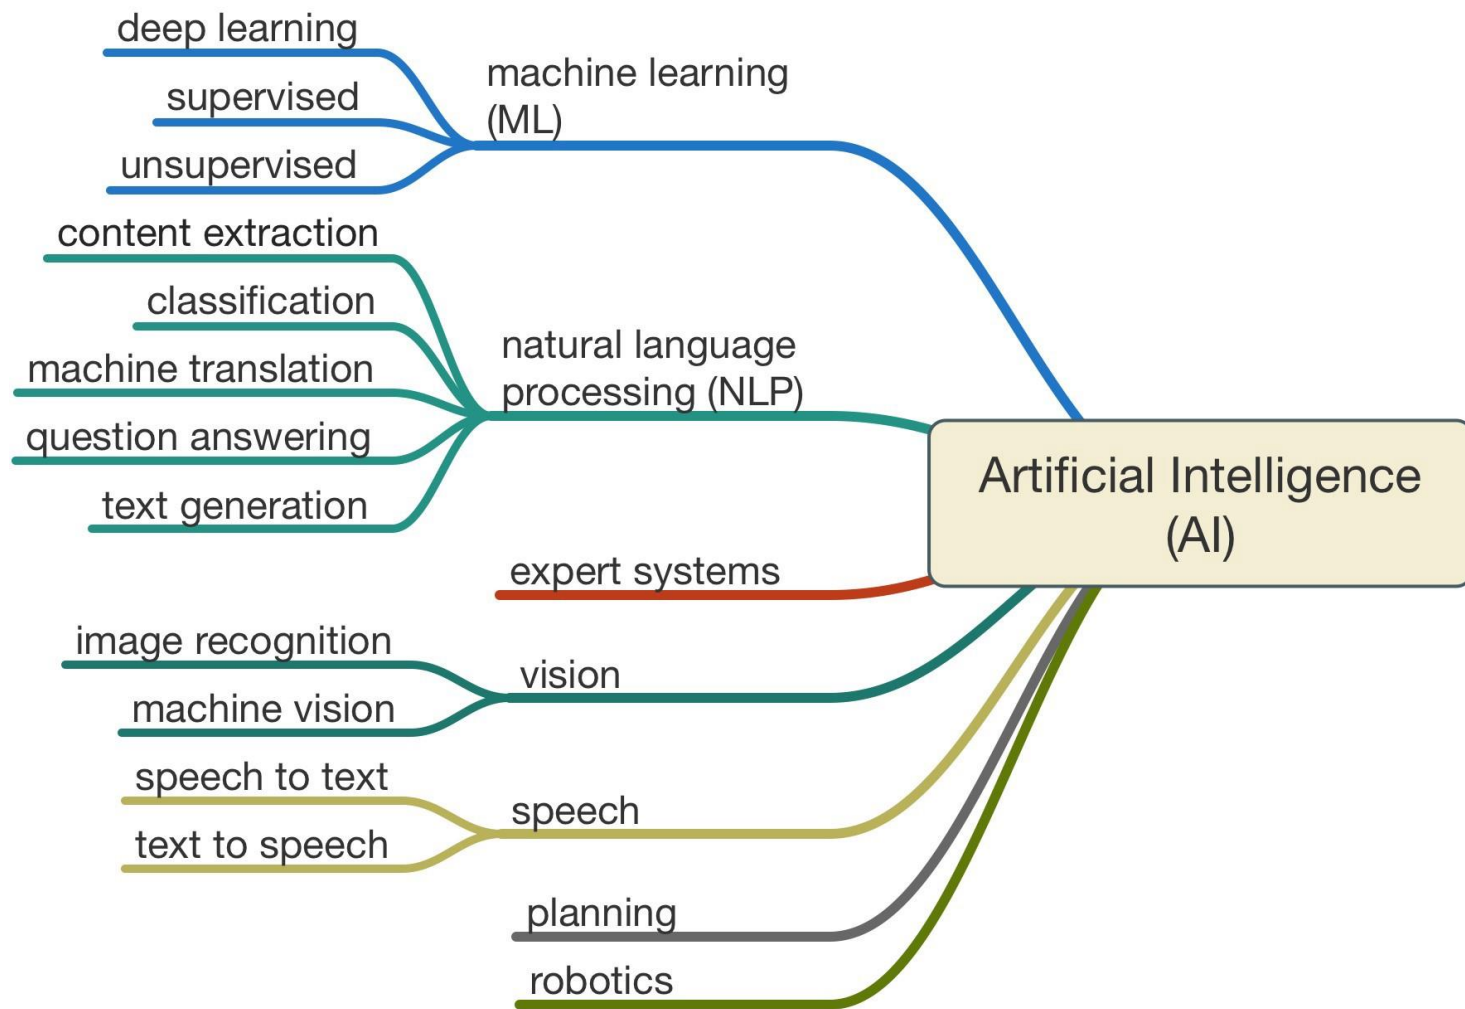 deep learning
supervised
unsupervised
machine learning
(ML)
content extraction
classification
machine translation
question answering
text generation
natural language
processing (NLP)
Artificial Intelligence
(AI)
expert systems
image recognition
machine vision
vision
speech to text
text to speech
speech
planning
robotics